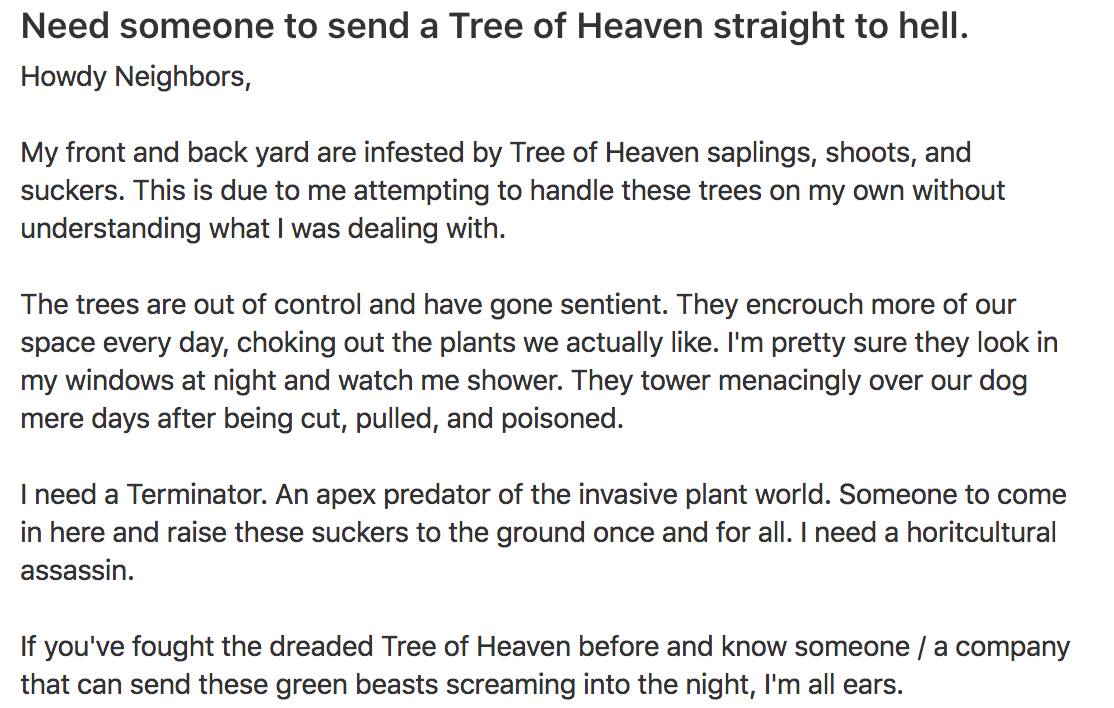 Need someone to send a Tree of Heaven straight to hell.
Howdy Neighbors,
My front and back yard are infested by Tree of Heaven saplings, shoots, and
suckers. This is due to me attempting to handle these trees on my own without
understanding what I was dealing with.
The trees are out of control and have gone sentient. They encrouch more of our
space every day, choking out the plants we actually like. I'm pretty sure they look in
my windows at night and watch me shower. They tower menacingly over our dog
mere days after being cut, pulled, and poisoned.
I need a Terminator. An apex predator of the invasive plant world. Someone to come
in here and raise these suckers to the ground once and for all. I need a horitcultural
assassin.
If you've fought the dreaded Tree of Heaven before and know someone / a company
that can send these green beasts screaming into the night, I'm all ears.